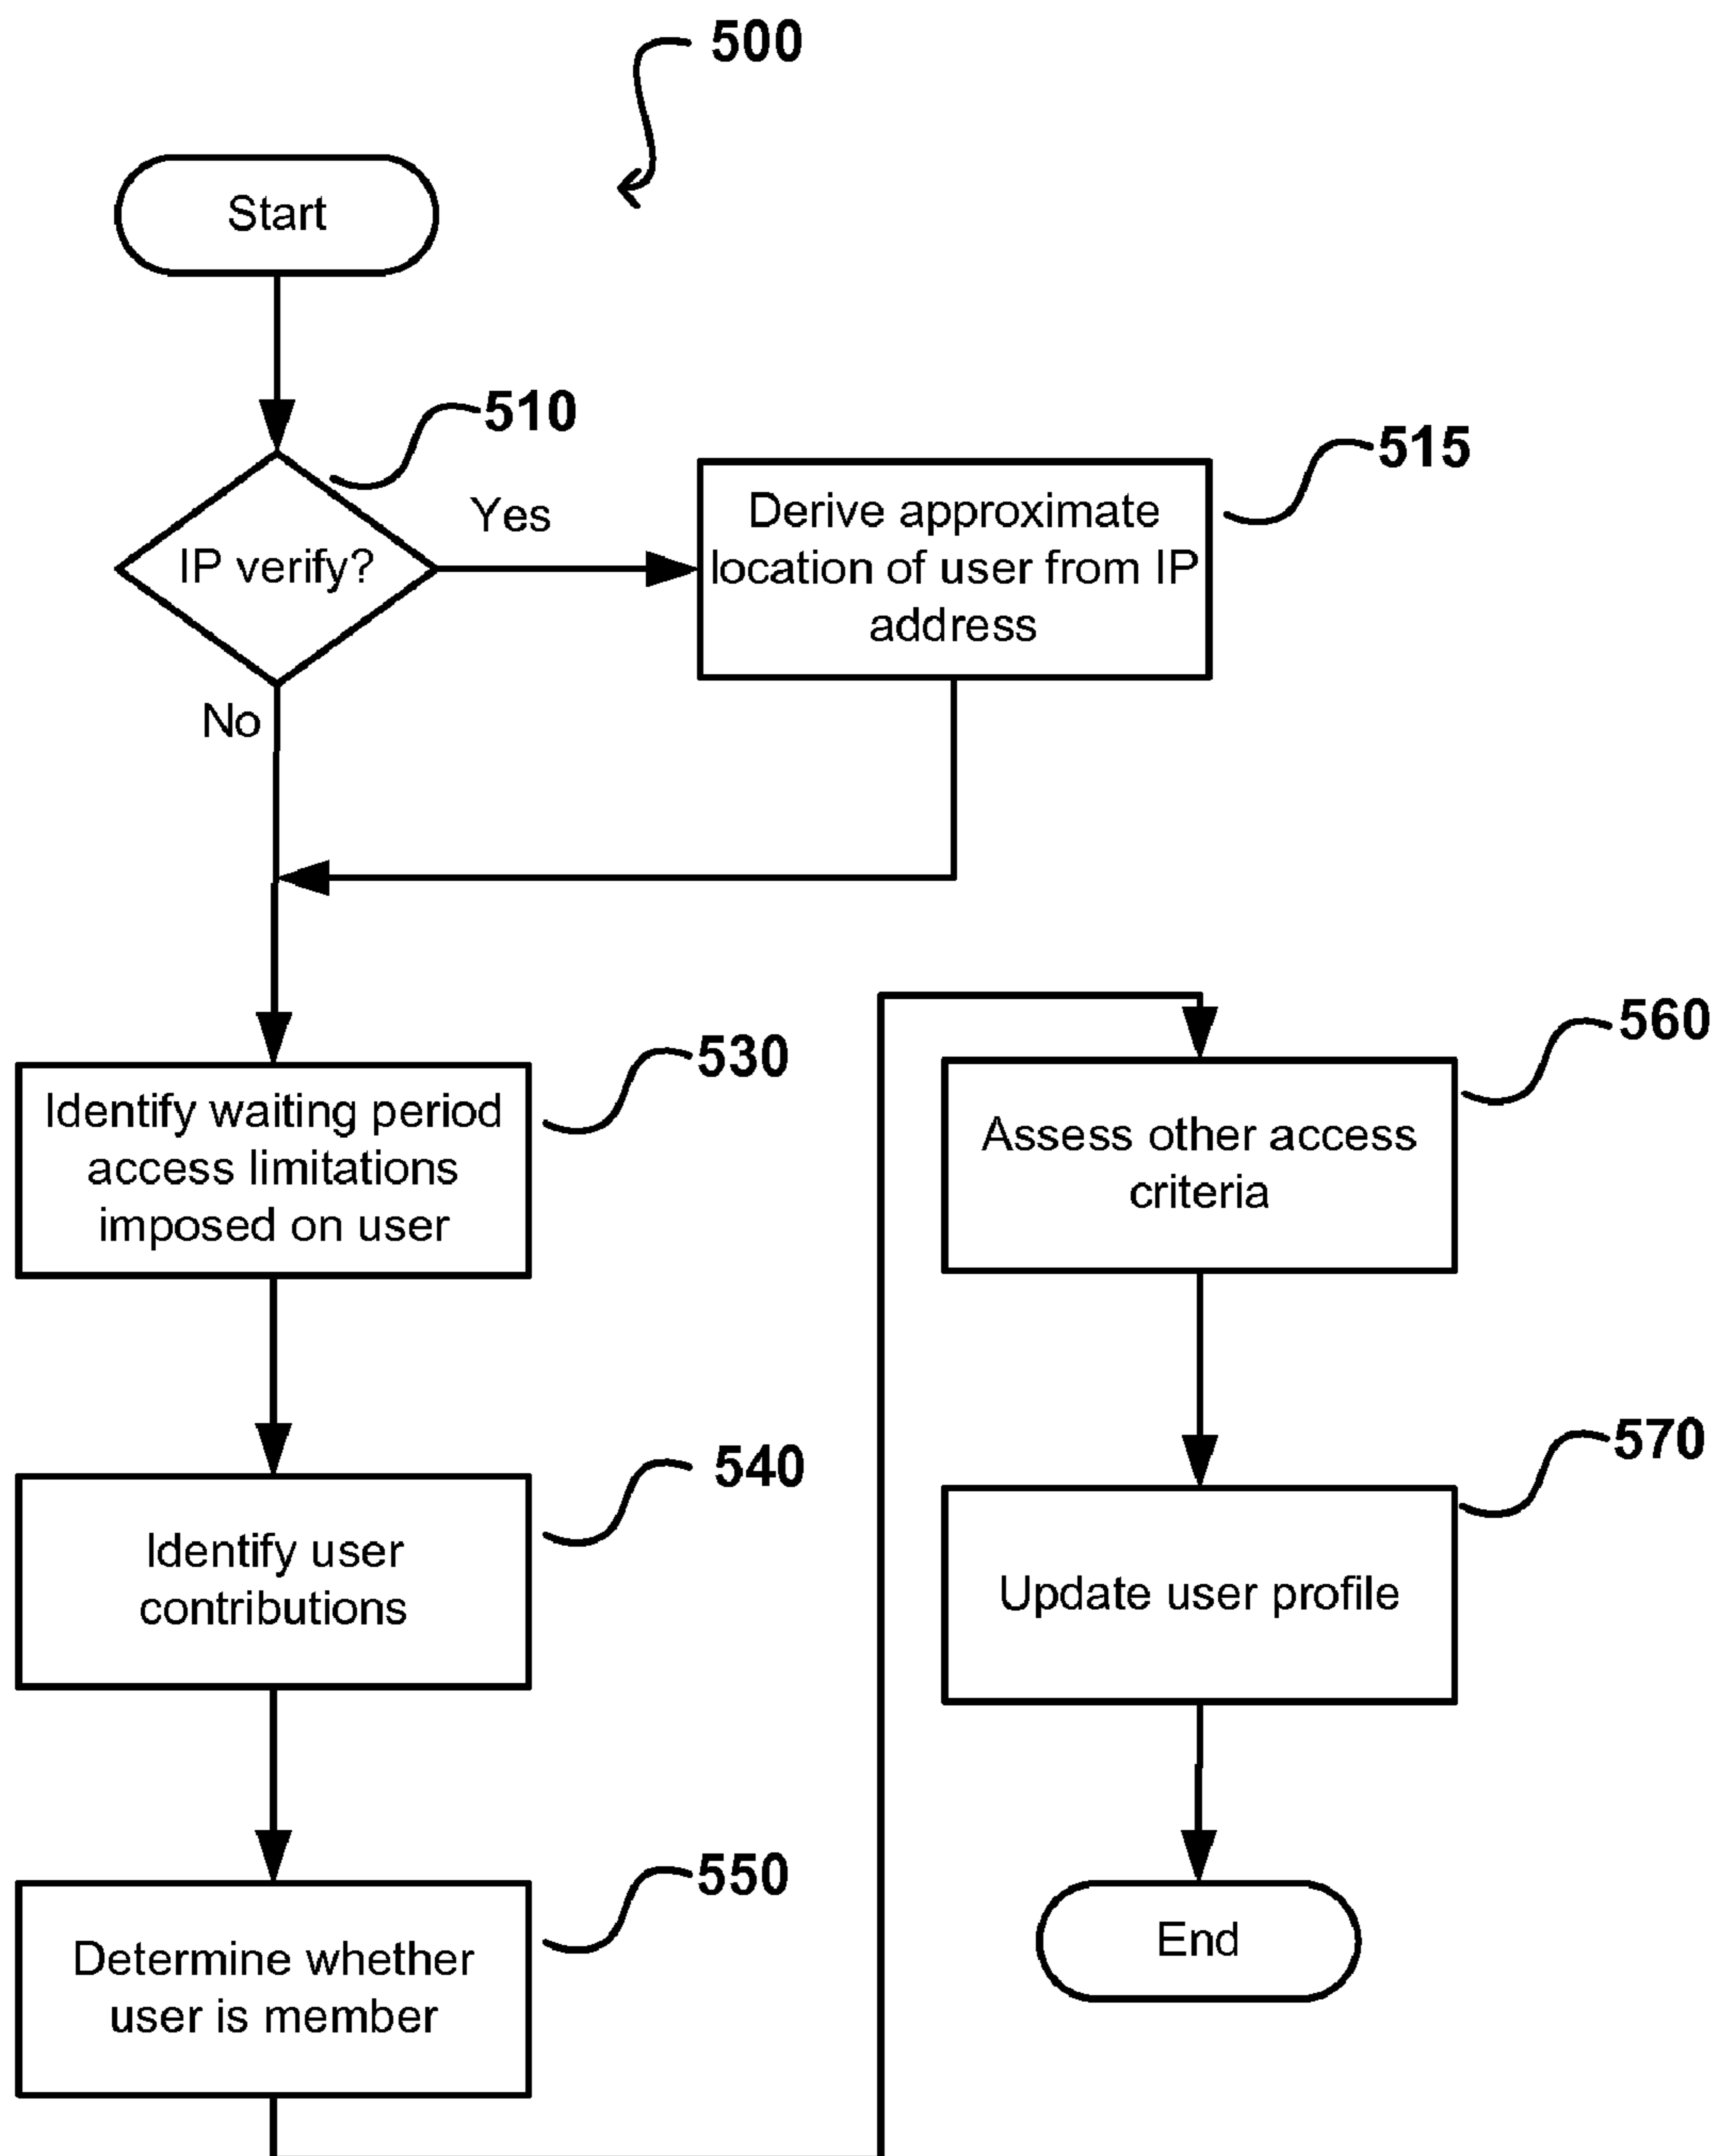 500
Start
510
IP verify?
Yes
No
515
Derive approximate
location of user from IP
address
530
Identify waiting period
access limitations
imposed on user
540
Identify user
contributions
550
Determine whether
user is member
560
Assess other access
criteria
570
Update user profile
End